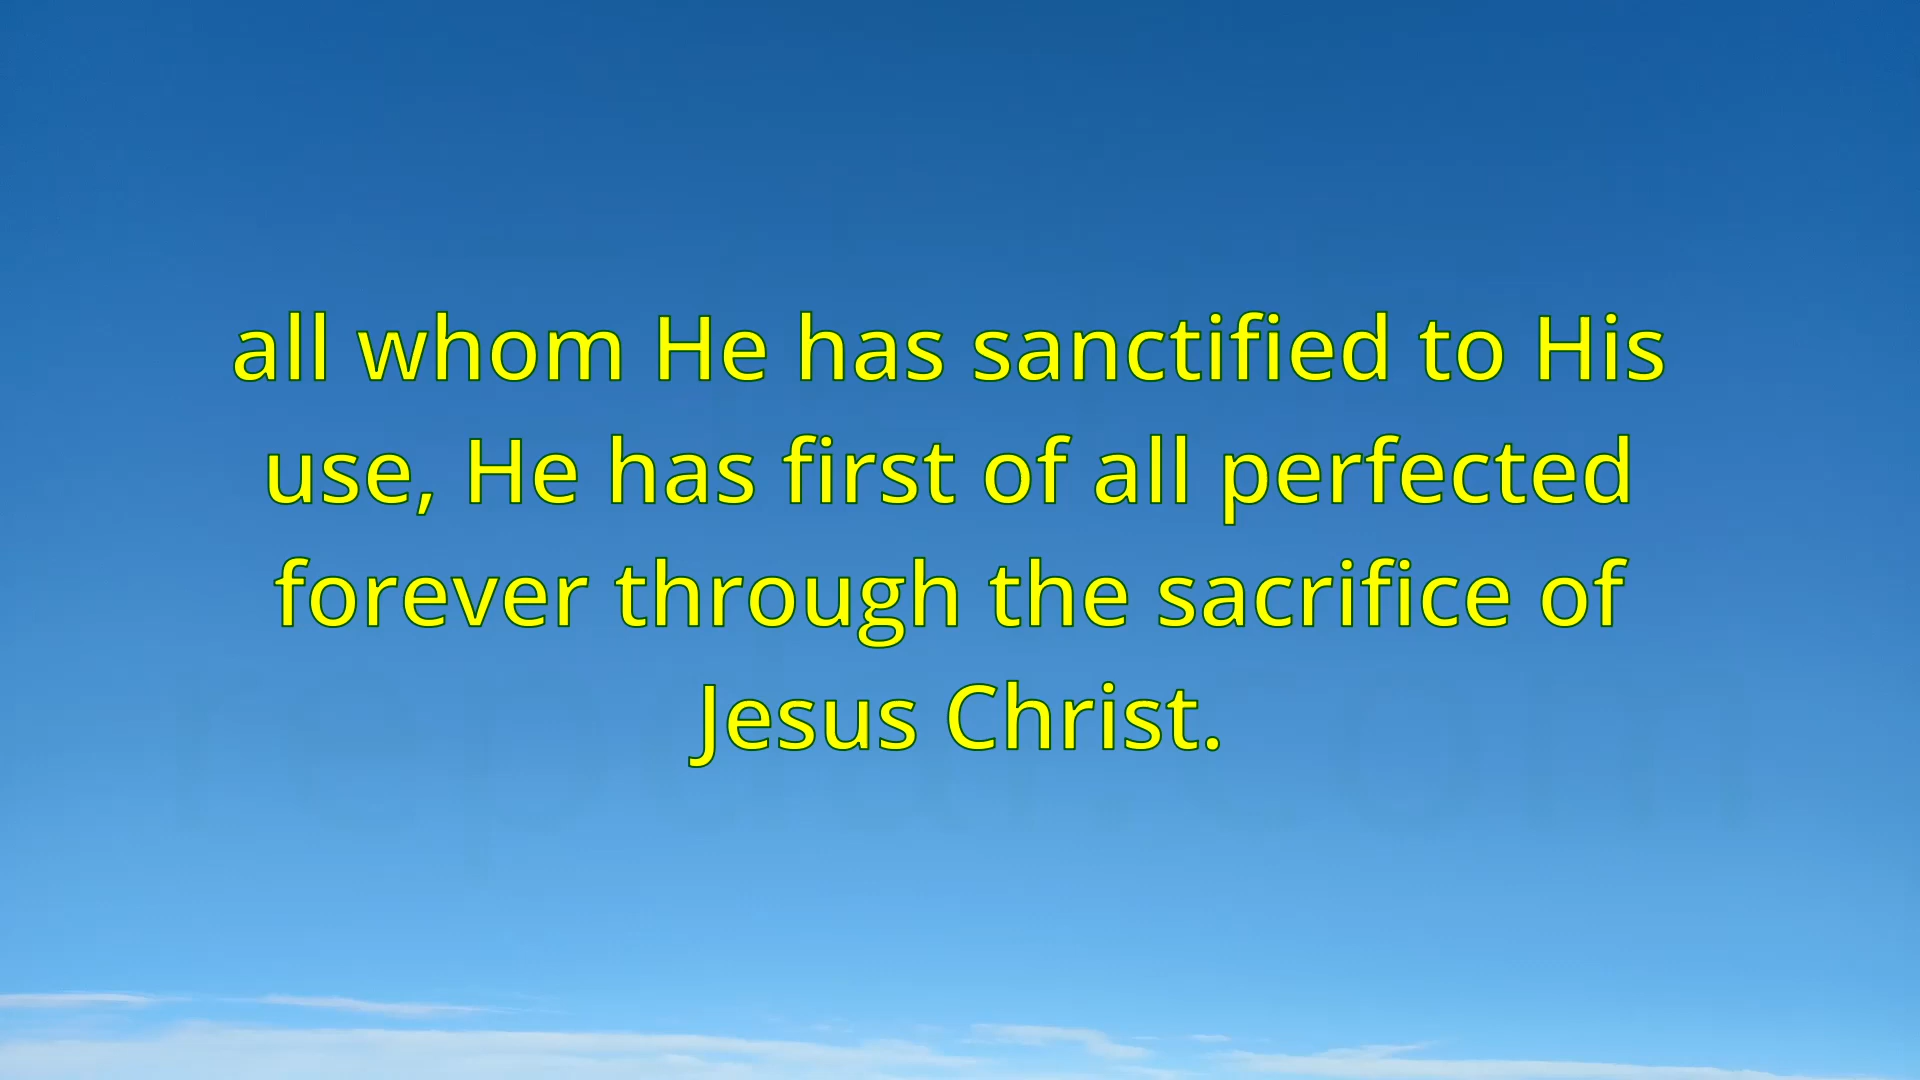 all whom He has sanctified to His
use, He has first of all perfected
forever through the sacrifice of
Jesus Christ.